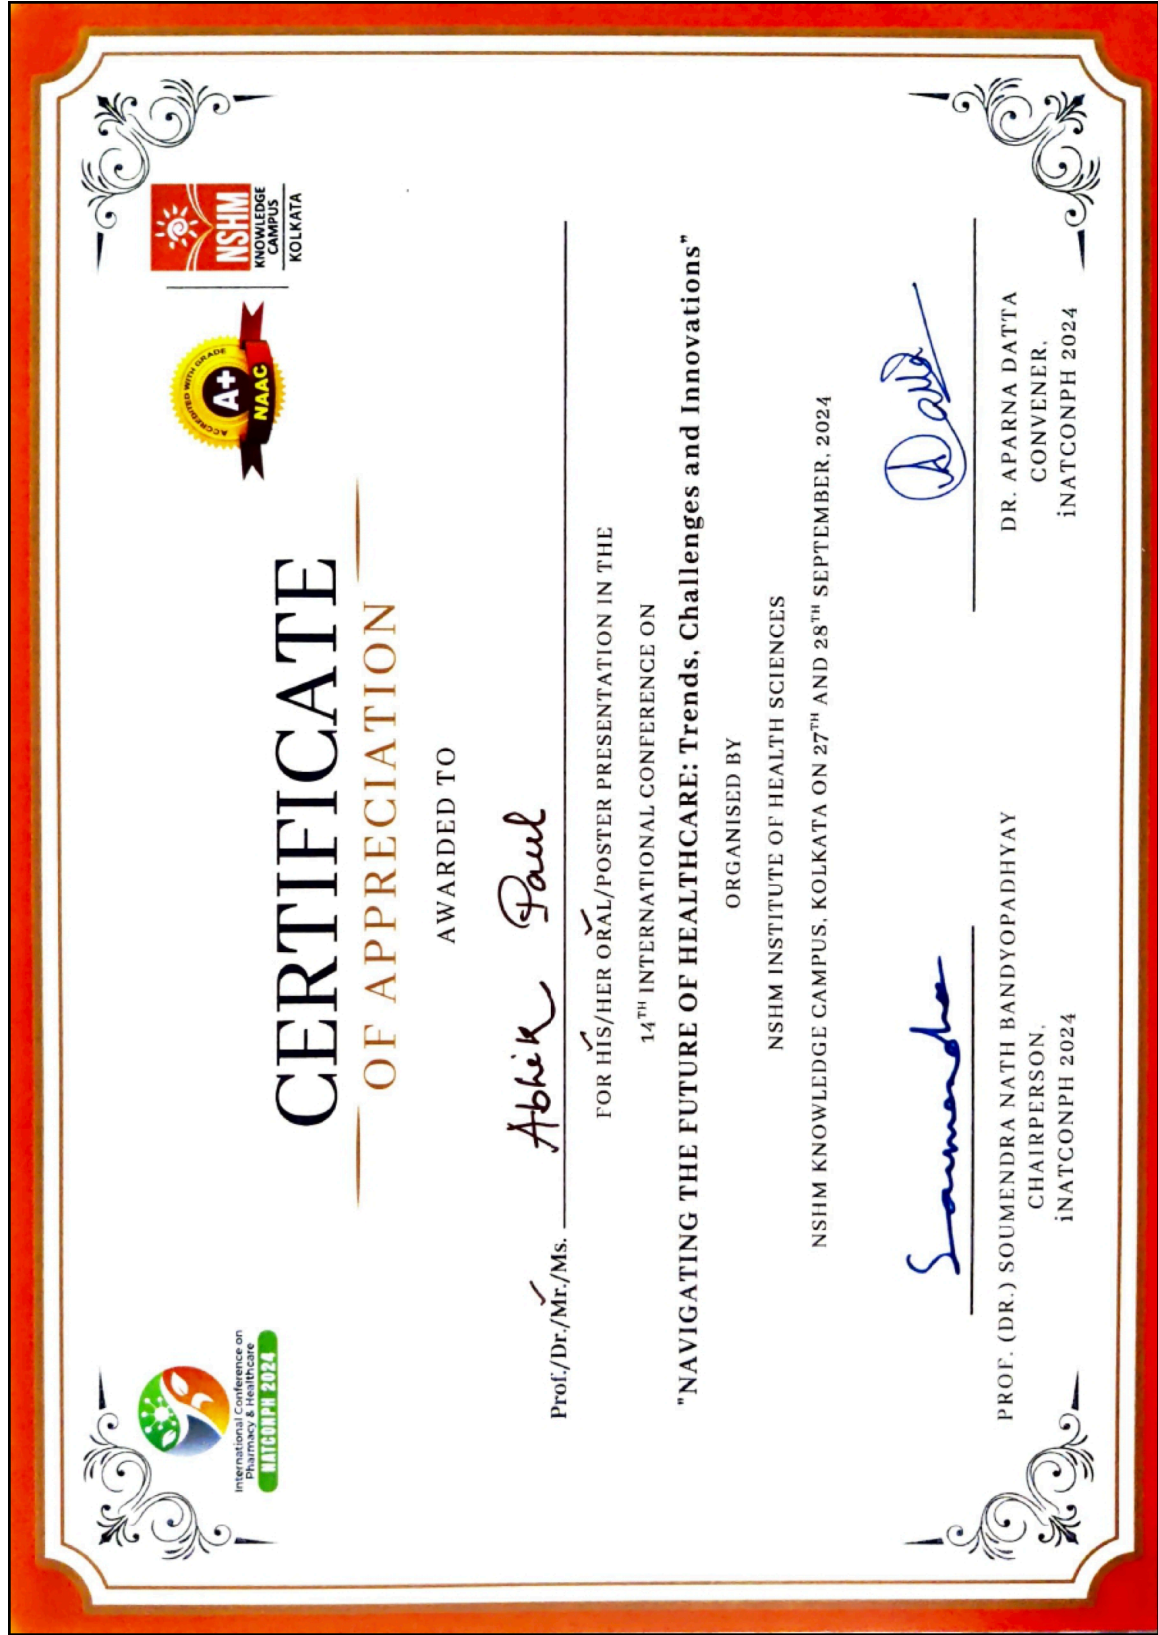 International Conference on
Pharmacy & Healthcare
NATCONPH 2024
ACCREDITED WITH GRADE
A+
NAAC
NSHM
KNOWLEDGE
CAMPUS
KOLKATA
CERTIFICATE
OF APPRECIATION
AWARDED TO
Prof./Dr./Mr./Ms. Abhik Paul
FOR HIS/HER ORAL/POSTER PRESENTATION IN THE
14TH INTERNATIONAL CONFERENCE ON
"NAVIGATING THE FUTURE OF HEALTHCARE: Trends, Challenges and Innovations"
ORGANISED BY
NSHM INSTITUTE OF HEALTH SCIENCES
NSHM KNOWLEDGE CAMPUS, KOLKATA ON 27TH AND 28TH SEPTEMBER, 2024
Soumendra
ADatta
PROF. (DR.) SOUMENDRA NATH BANDYOPADHYAY
CHAIRPERSON,
iNATCONPH 2024
DR. APARNA DATTA
CONVENER,
iNATCONPH 2024